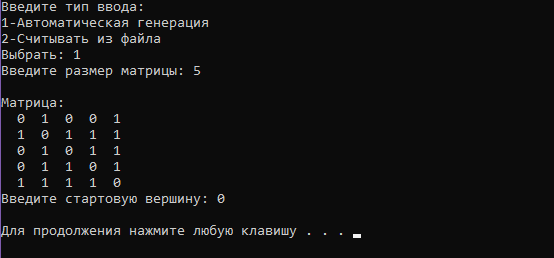 Введите тип ввода:
1-Автоматическая генерация
2-Считывать из файла
Выбрать: 1
Введите размер матрицы: 5
Матрица:
0 1 0 0 1
1 0 1 1 1
0 1 0 1 1
0 1 1 0 1
1 1 1 1 0
Введите стартовую вершину: 0
Для продолжения нажмите любую клавишу . . .